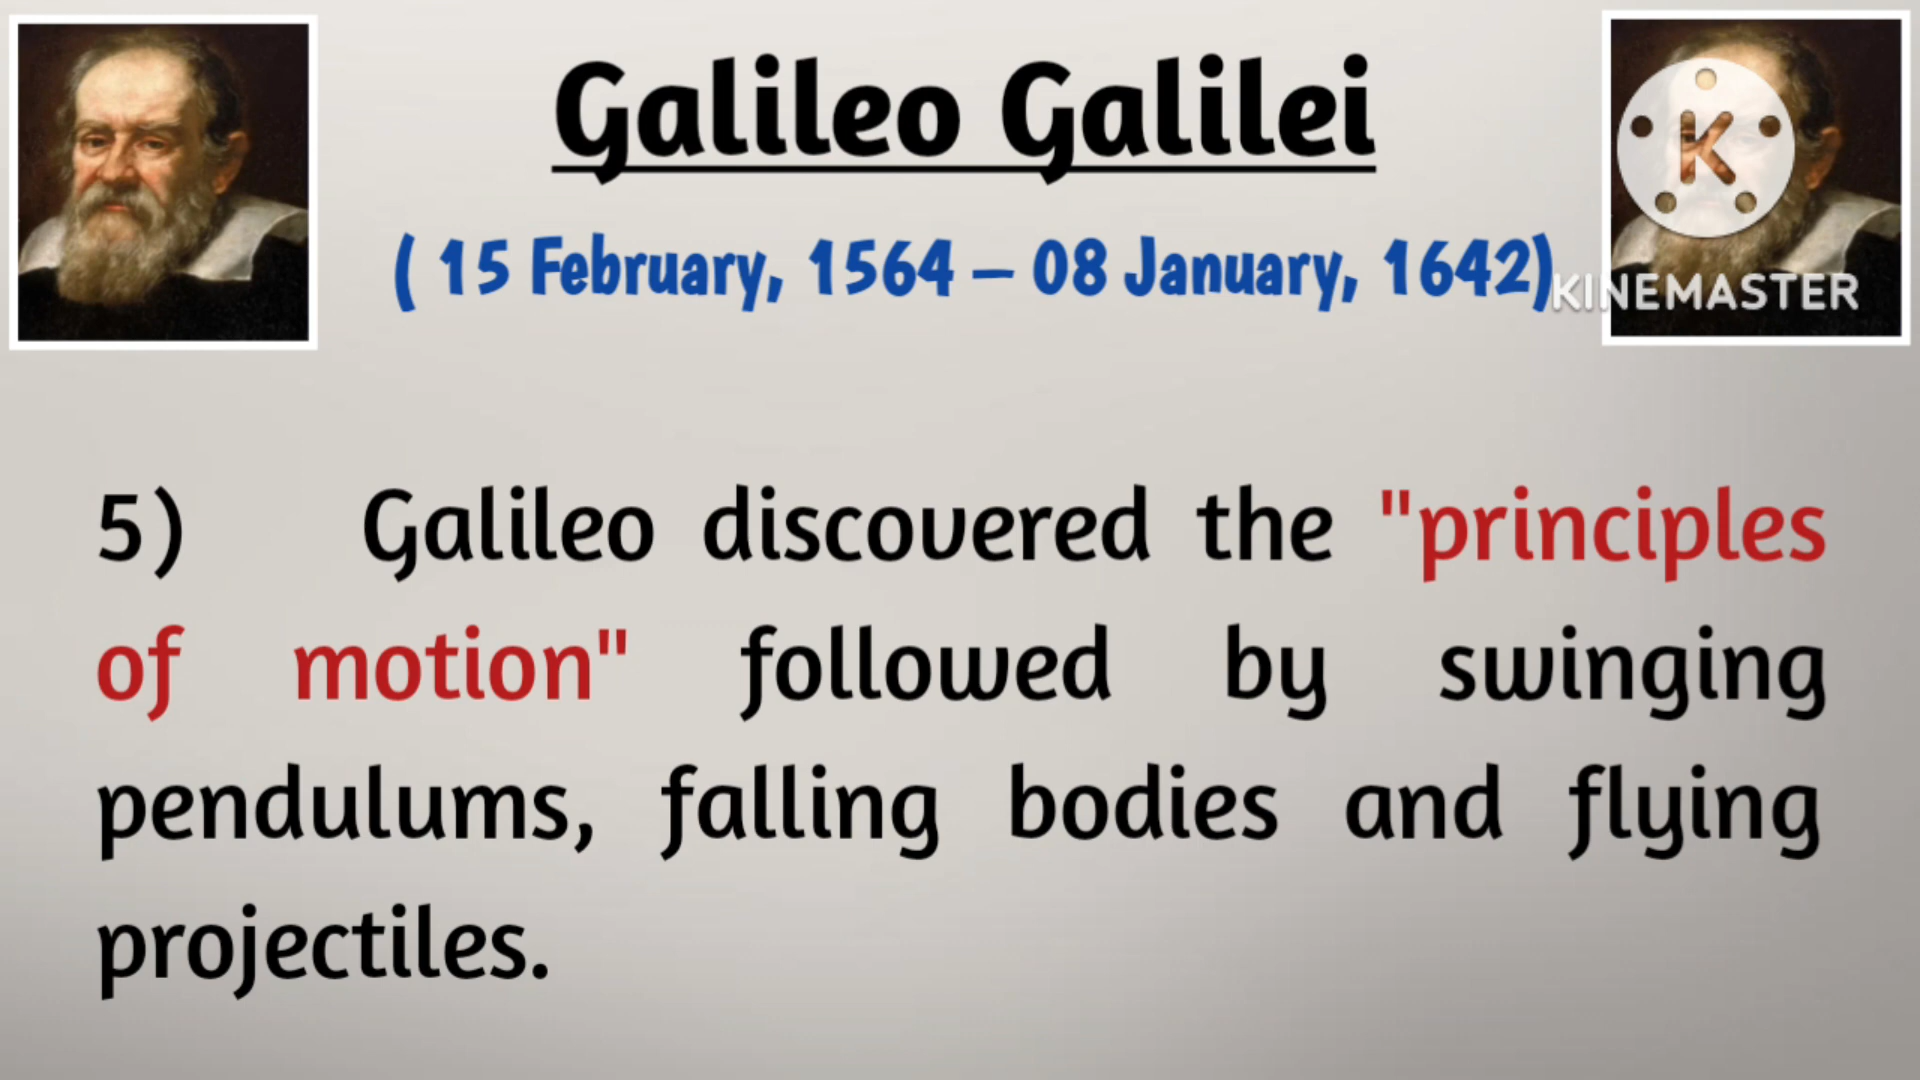 Galileo Galilei
( 15 February, 1564 – 08 January, 1642)
K
KINEMASTER
5) Galileo discovered the "principles
of motion" followed by swinging
pendulums, falling bodies and flying
projectiles.